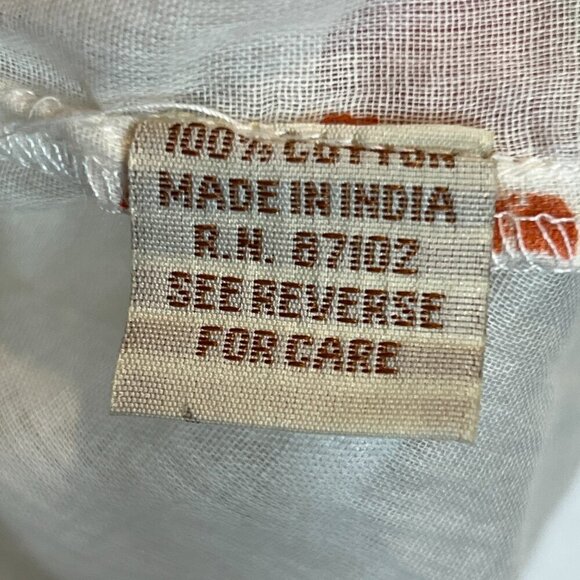 100% COTTON
MADE IN INDIA
R.N. 87102
SEE REVERSE
FOR CARE